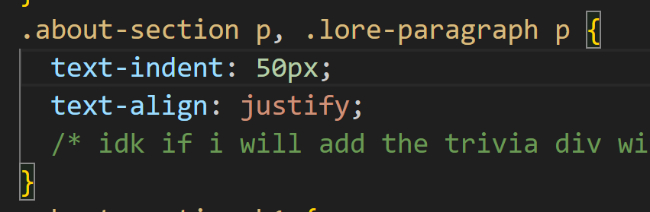 .about-section p, .lore-paragraph p {
text-indent: 50px;
text-align: justify;
/* idk if i will add the trivia div wi
}